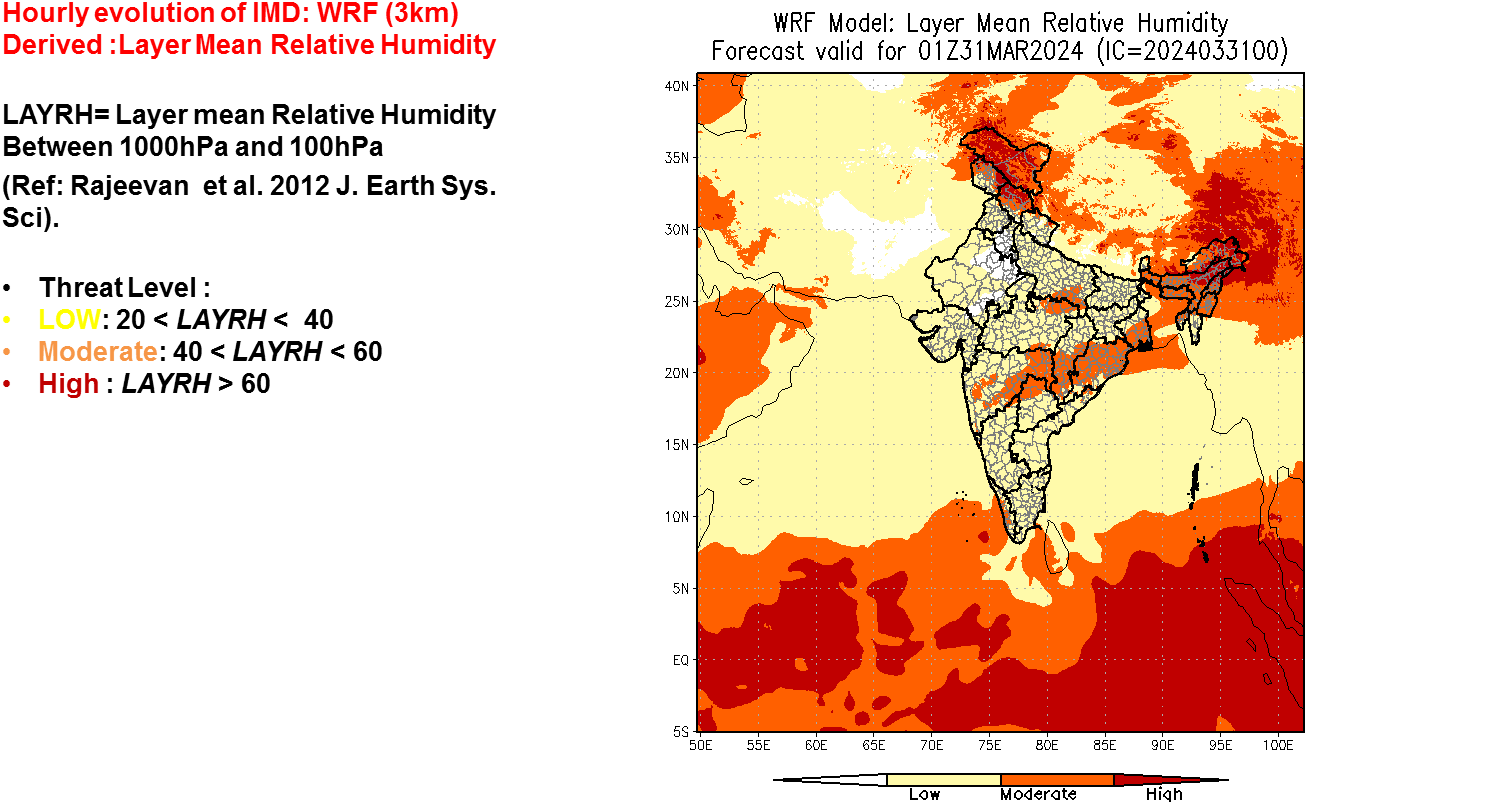 Hourly evolution of IMD: WRF (3km)
Derived :Layer Mean Relative Humidity
LAYRH= Layer mean Relative Humidity
Between 1000hPa and 100hPa
(Ref: Rajeevan et al. 2012 J. Earth Sys.
Sci).
• Threat Level :
• LOW: 20 < LAYRH < 40
• Moderate: 40 < LAYRH < 60
• High : LAYRH > 60
WRF Model: Layer Mean Relative Humidity
Forecast valid for 01Z31MAR2024 (IC=2024033100)
40N
35N
30N
25N
20N
15N
10N
5N
EQ
5S
50E 55E 60E 65E 70E 75E 80E 85E 90E 95E 100E
Low Moderate High